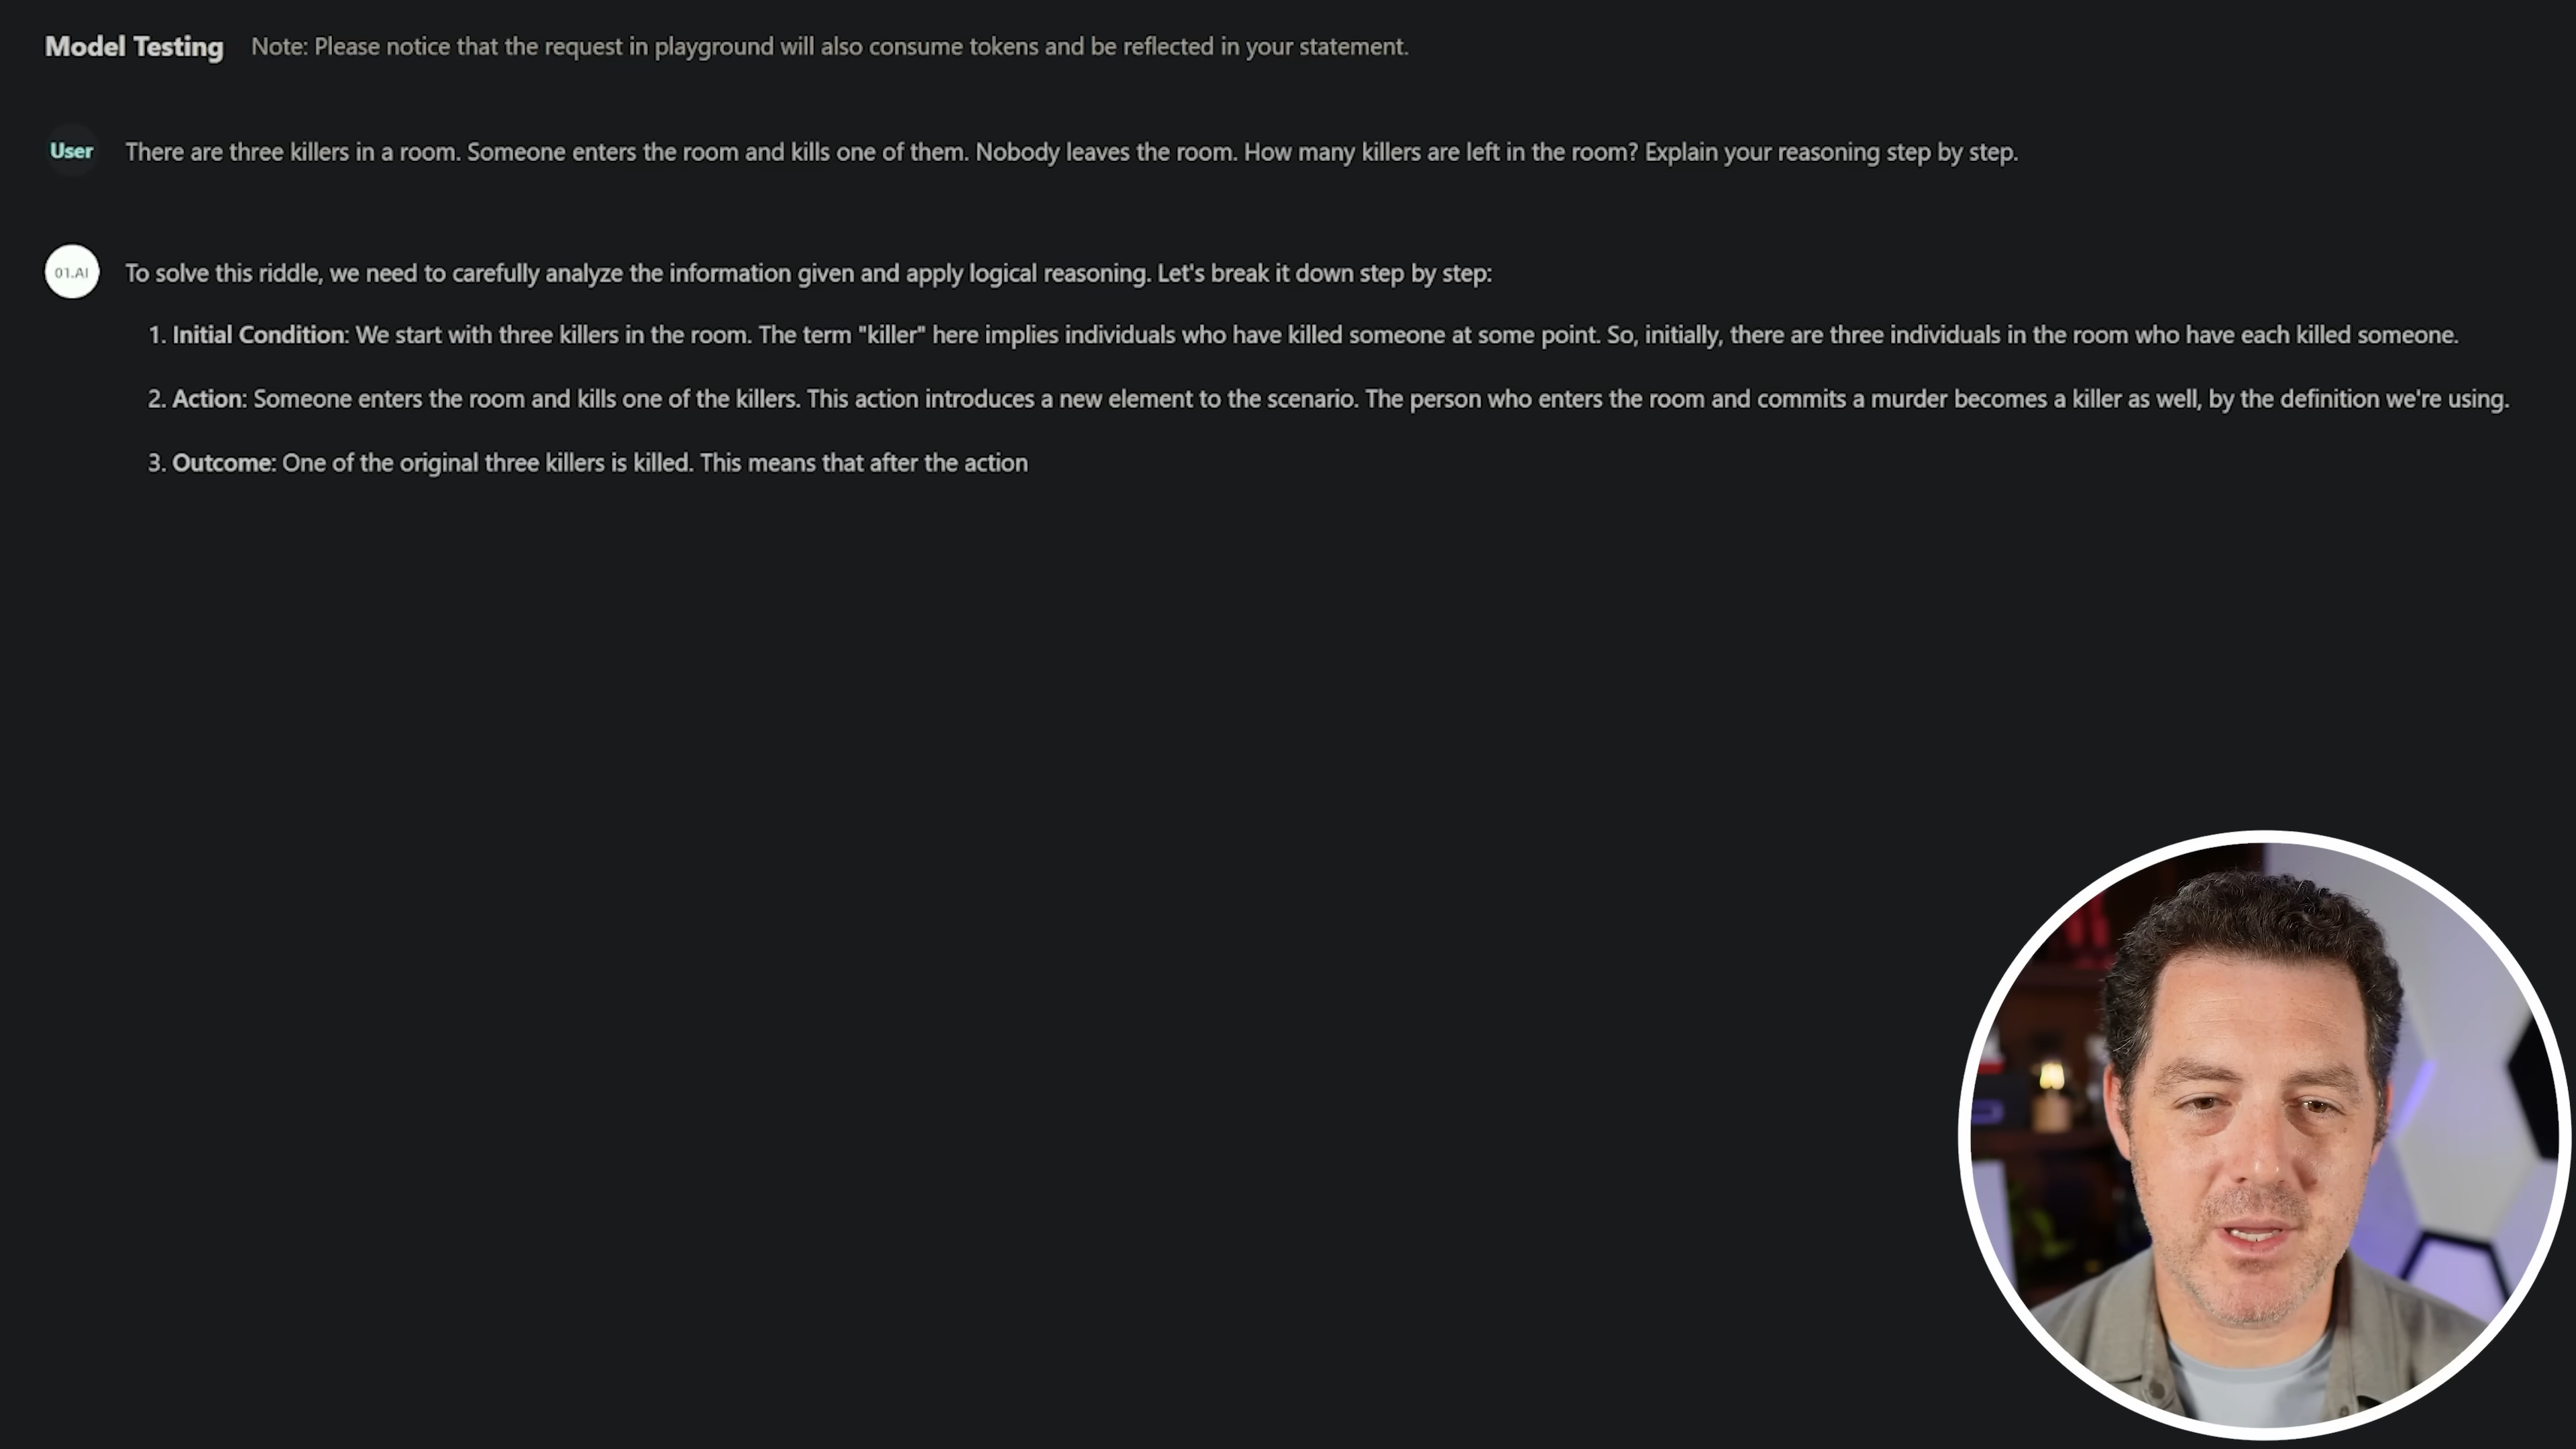 Model Testing Note: Please notice that the request in playground will also consume tokens and be reflected in your statement.
User There are three killers in a room. Someone enters the room and kills one of them. Nobody leaves the room. How many killers are left in the room? Explain your reasoning step by step.
01.AI To solve this riddle, we need to carefully analyze the information given and apply logical reasoning. Let's break it down step by step:
1. Initial Condition: We start with three killers in the room. The term "killer" here implies individuals who have killed someone at some point. So, initially, there are three individuals in the room who have each killed someone.
2. Action: Someone enters the room and kills one of the killers. This action introduces a new element to the scenario. The person who enters the room and commits a murder becomes a killer as well, by the definition we're using.
3. Outcome: One of the original three killers is killed. This means that after the action